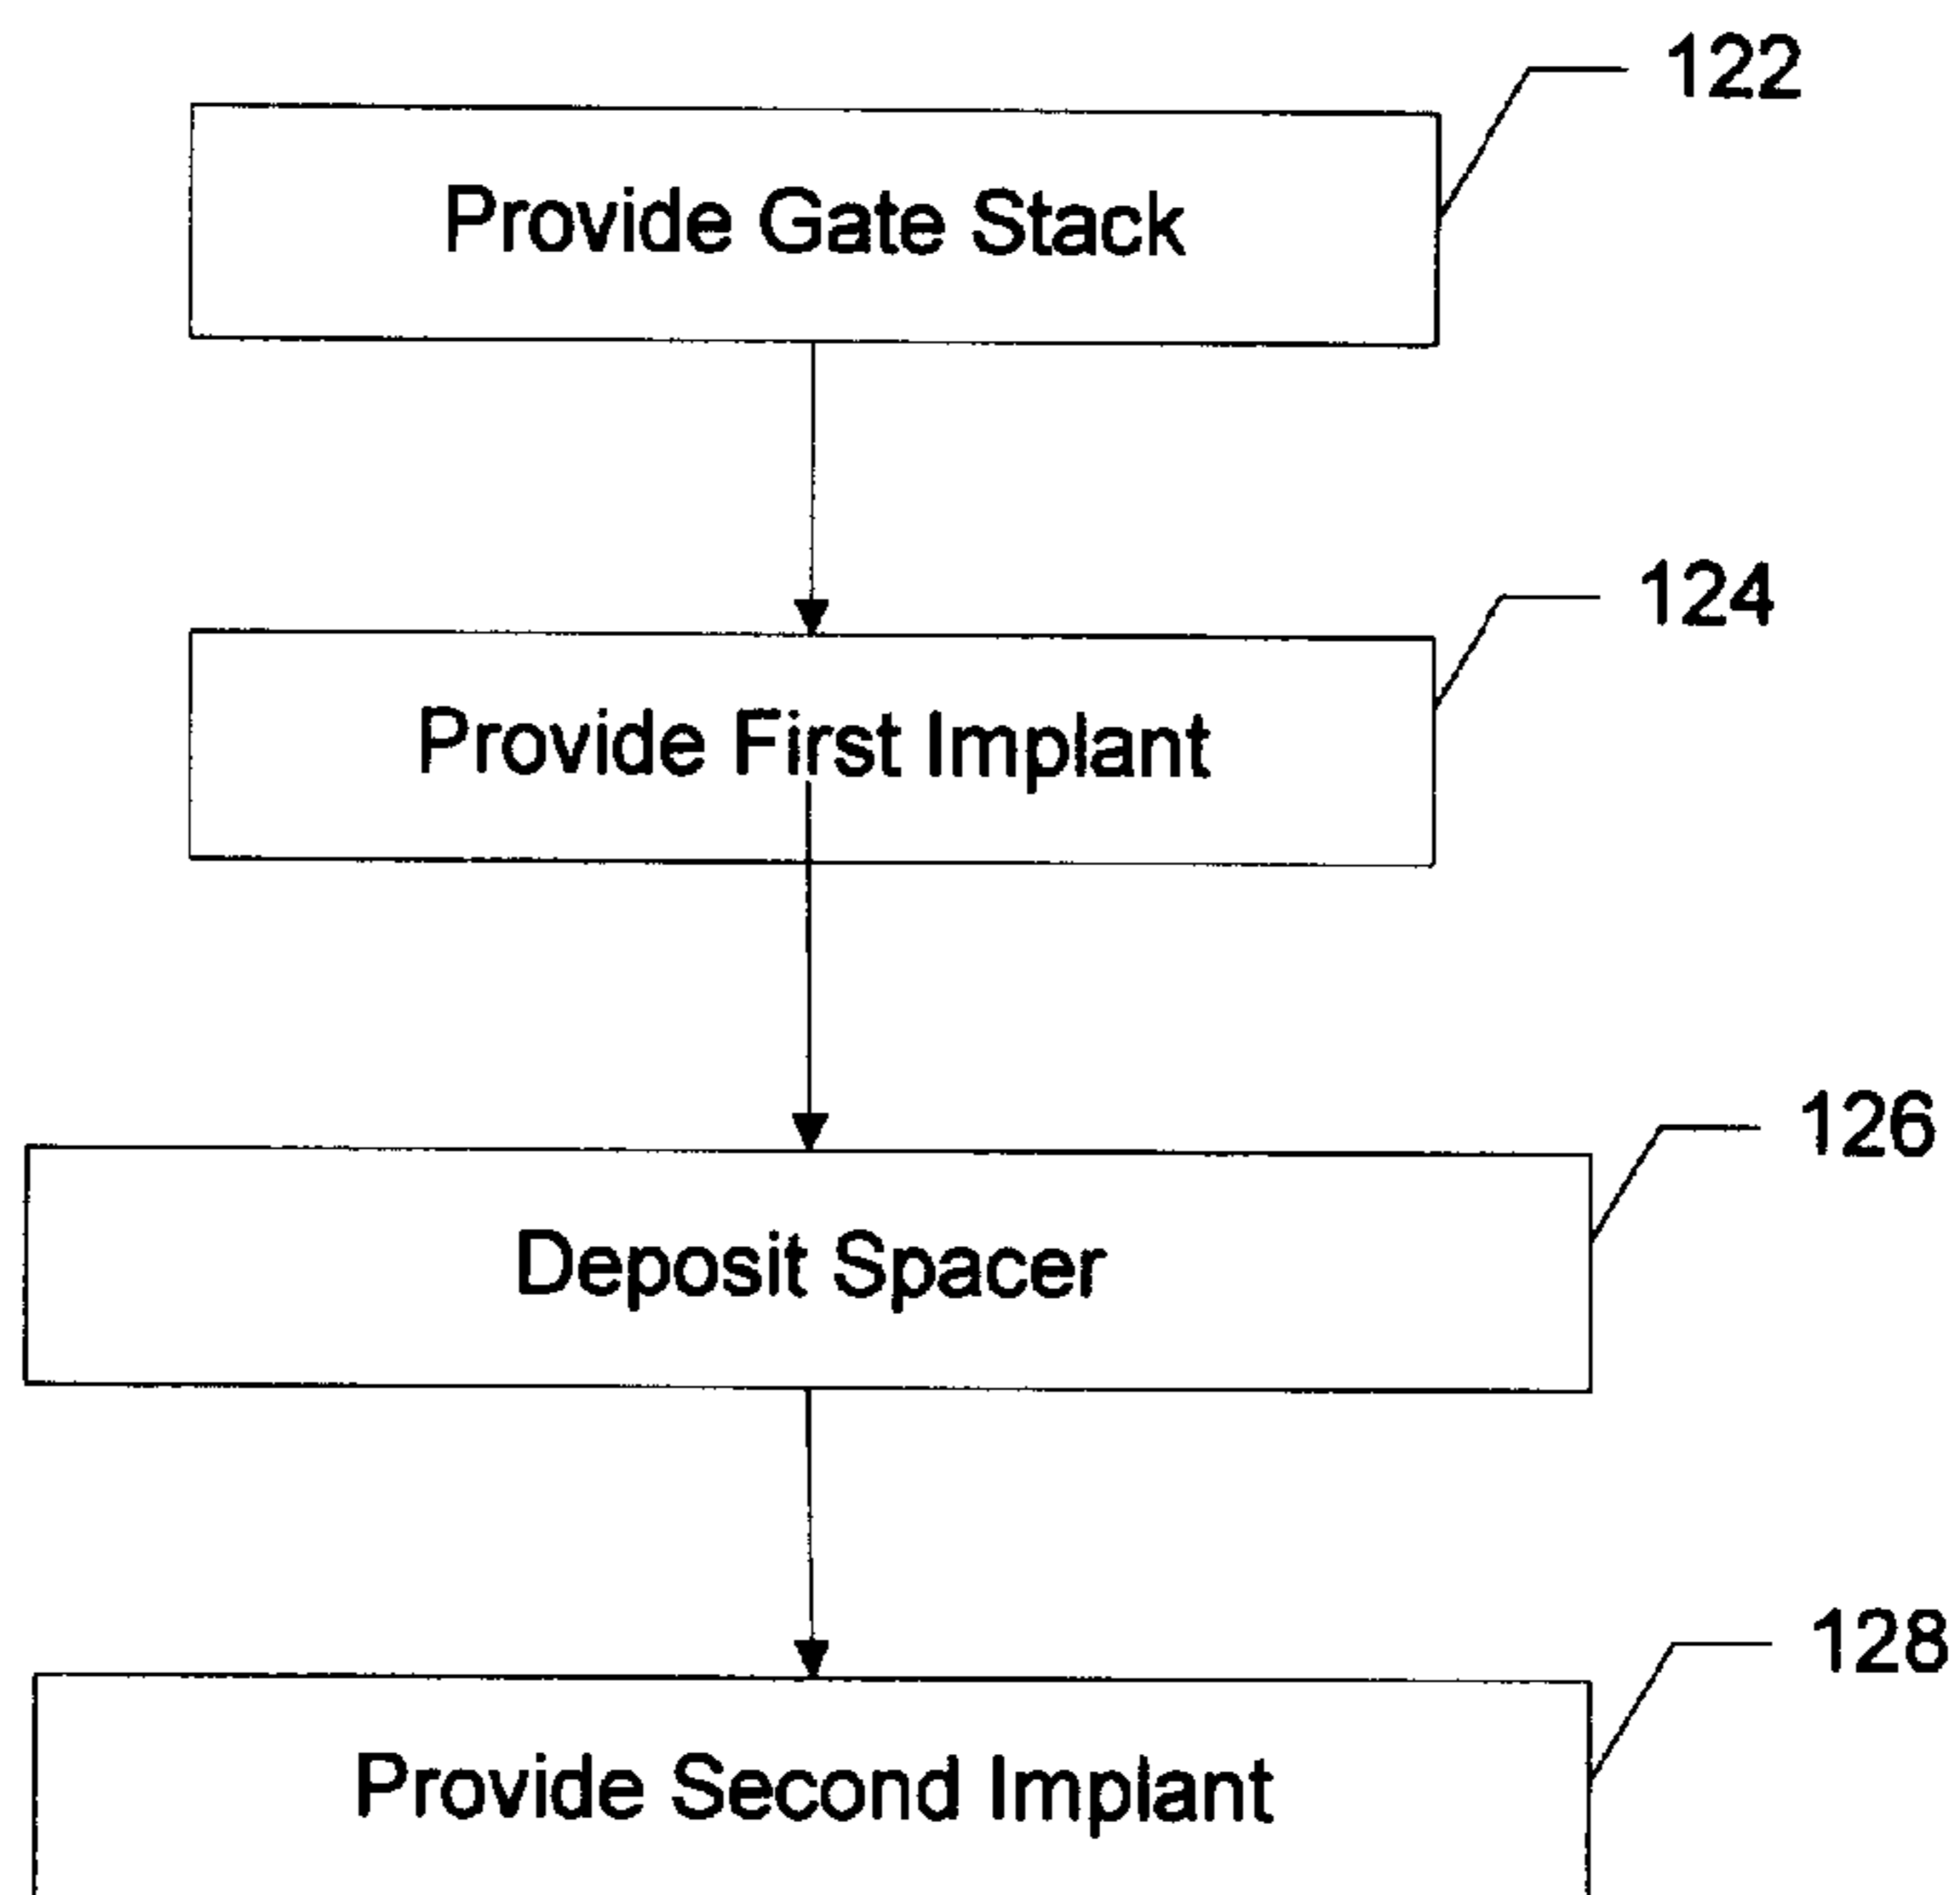 122
Provide Gate Stack
124
Provide First Implant
126
Deposit Spacer
128
Provide Second Implant